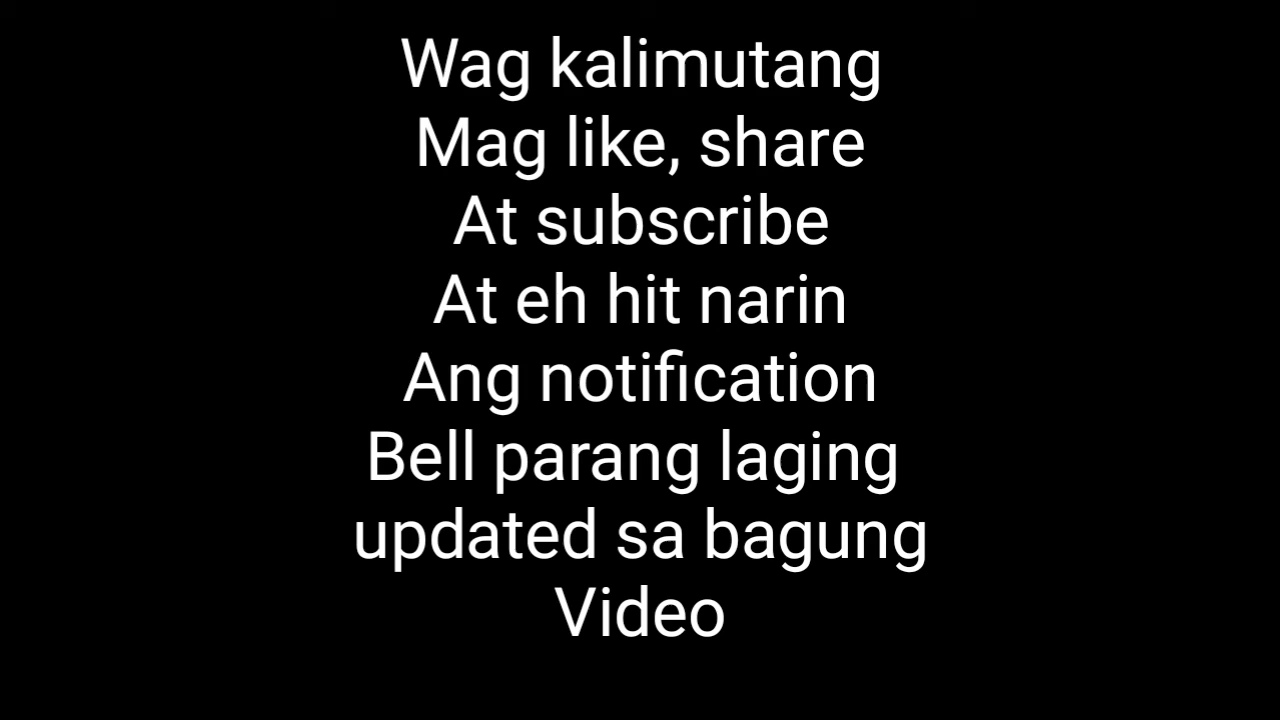 Wag kalimutang
Mag like, share
At subscribe
At eh hit narin
Ang notification
Bell parang laging
updated sa bagung
Video